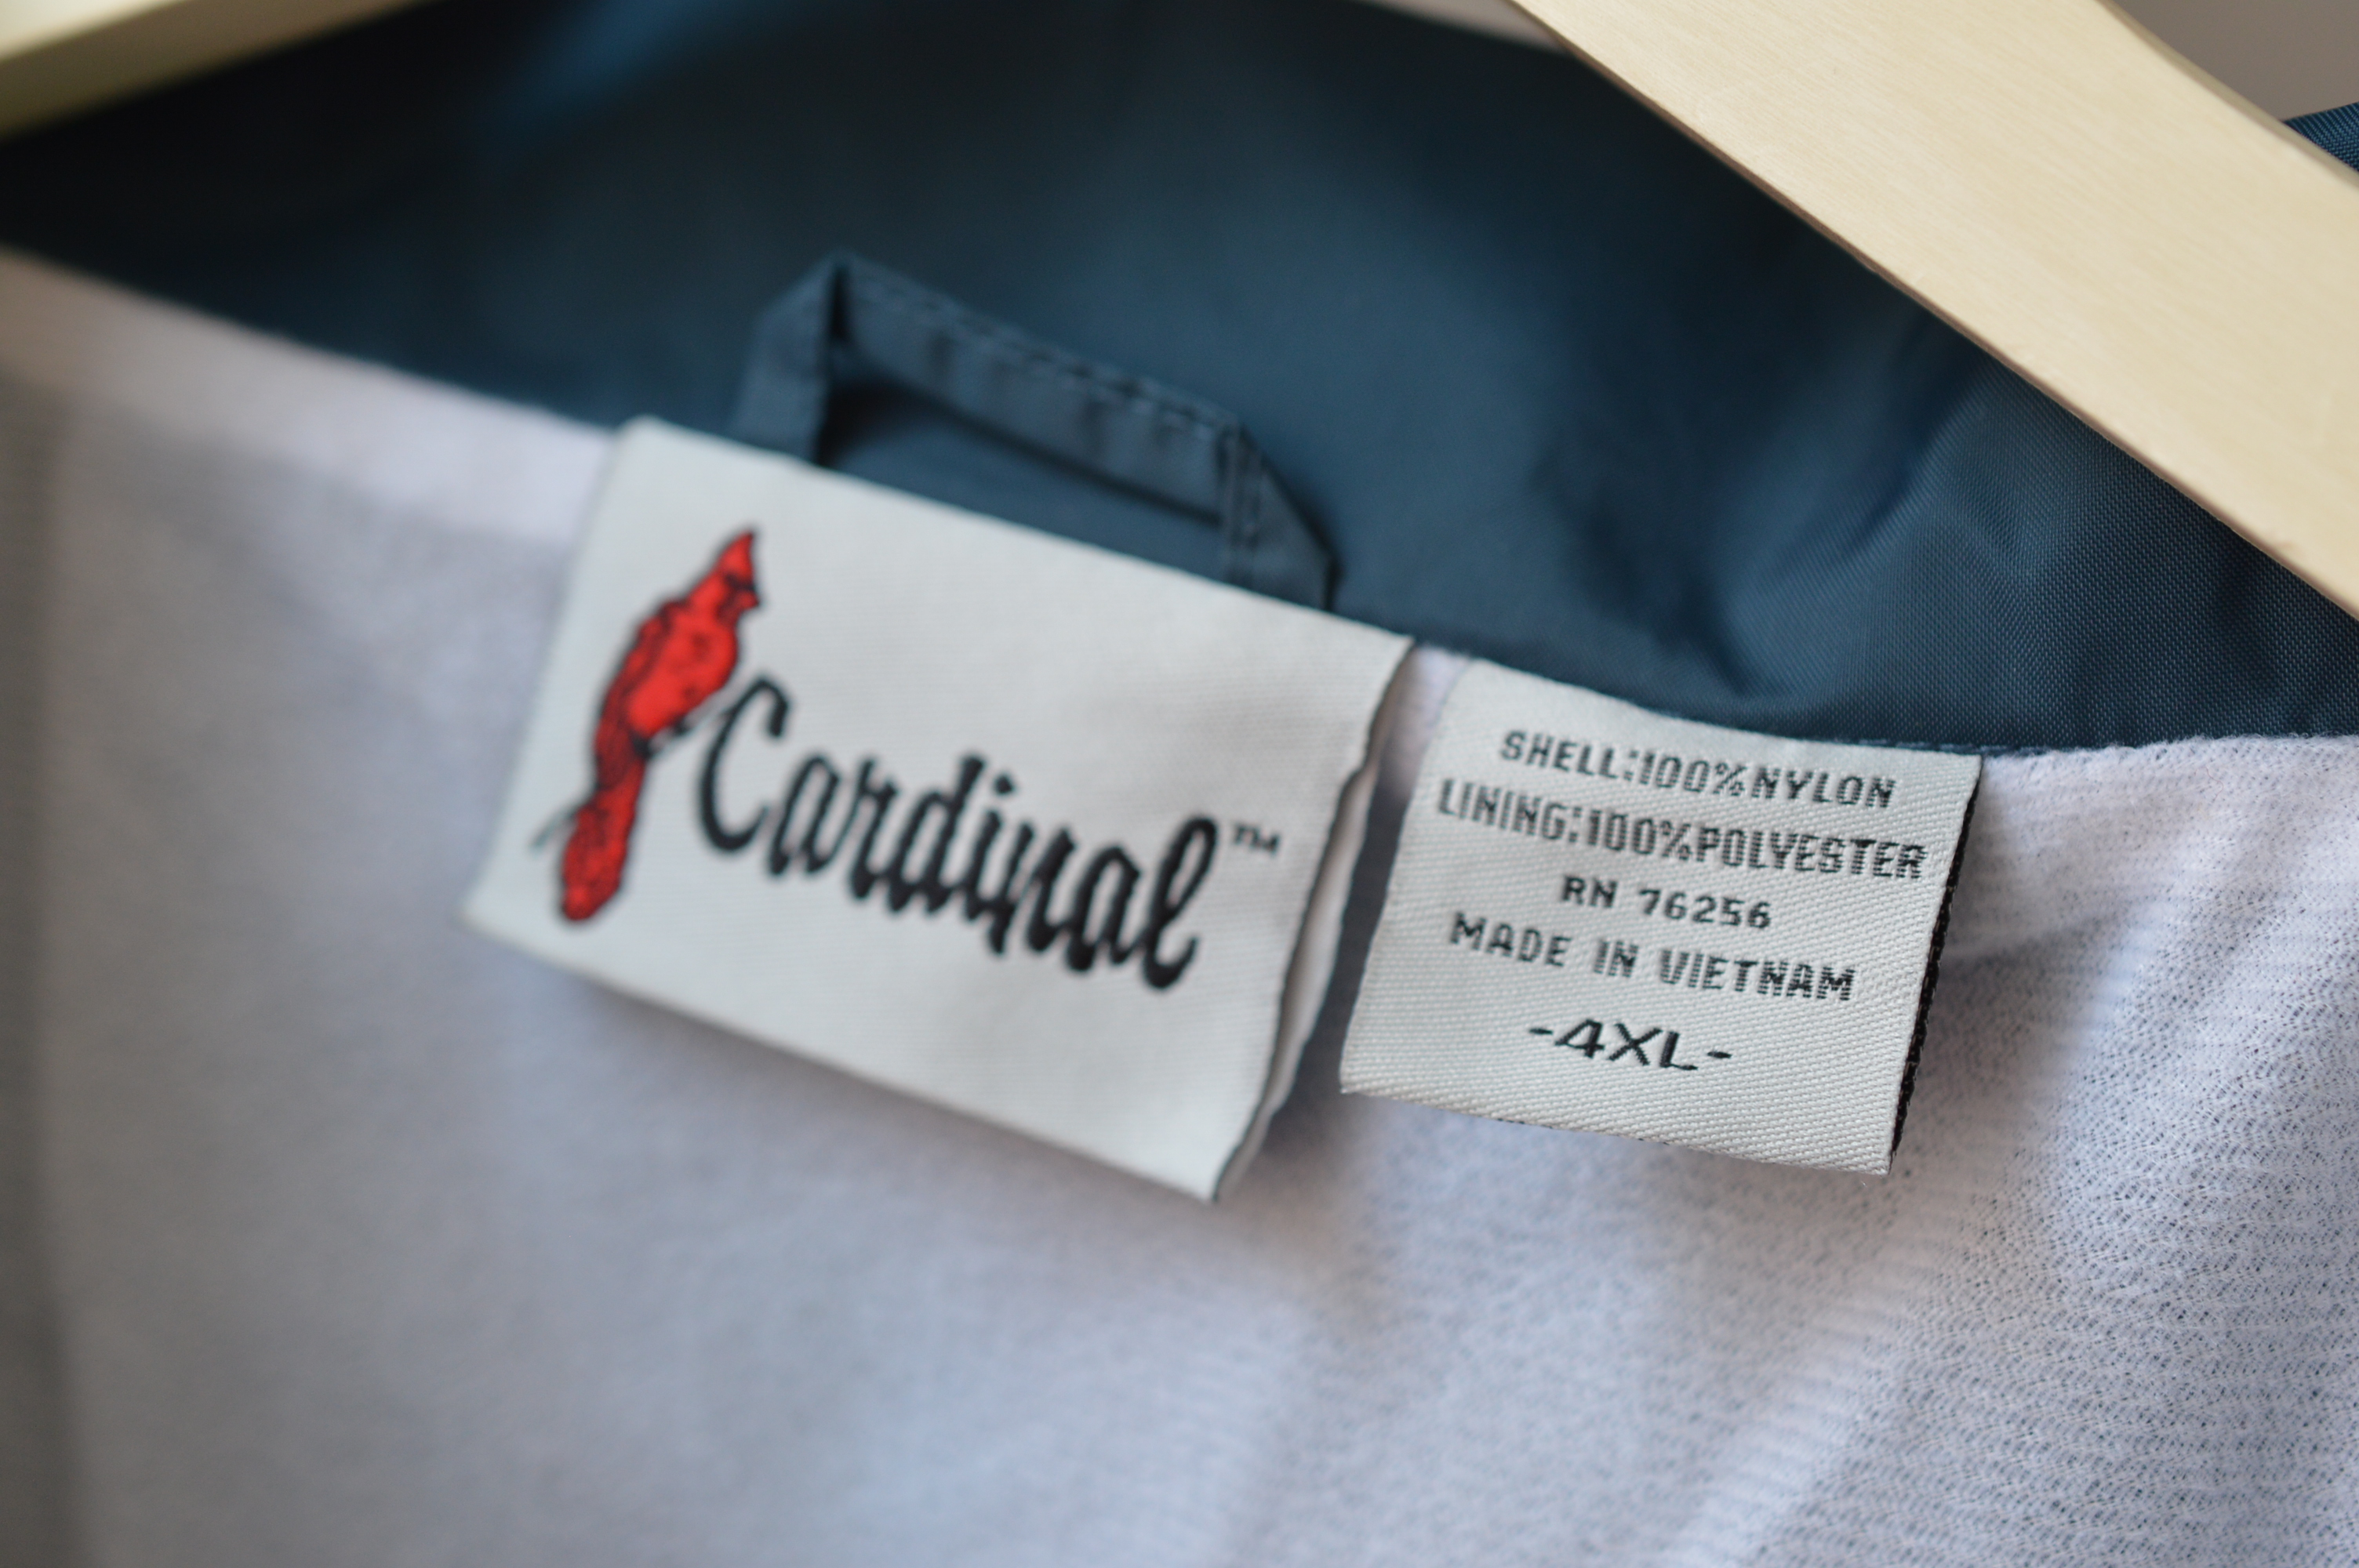 Cardinal™
SHELL:100%NYLON
LINING:100%POLYESTER
RN 76256
MADE IN VIETNAM
-4XL-